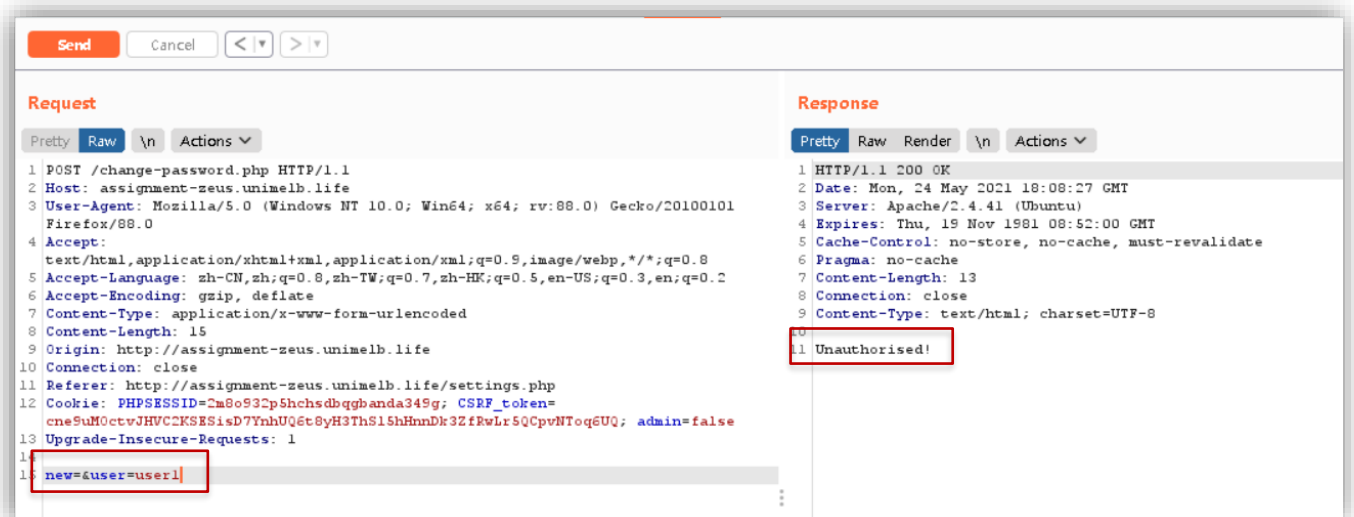 Send Cancel < > 
Request
Pretty Raw \n Actions
1 POST /change-password.php HTTP/1.1
2 Host: assignment-zeus.unimelb.life
3 User-Agent: Mozilla/5.0 (Windows NT 10.0; Win64; x64; rv:88.0) Gecko/20100101
Firefox/88.0
4 Accept:
text/html,application/xhtml+xml,application/xml;q=0.9,image/webp,*/*;q=0.8
5 Accept-Language: zh-CN,zh;q=0.8,zh-TW;q=0.7,zh-HK;q=0.5,en-US;q=0.3,en;q=0.2
6 Accept-Encoding: gzip, deflate
7 Content-Type: application/x-www-form-urlencoded
8 Content-Length: 15
9 Origin: http://assignment-zeus.unimelb.life
10 Connection: close
11 Referer: http://assignment-zeus.unimelb.life/settings.php
12 Cookie: PHPSESSID=2m8o932p5hchsdbqgbanda349g; CSRF_token=
cne9uM0ctvJHVC2KSESisD7YnhUQ6t8yH3ThSl5hHnnDk3ZfRwLr5QCpvNToq6UQ; admin=false
13 Upgrade-Insecure-Requests: 1
14
15 new=&user=user1
Response
Pretty Raw Render \n Actions
1 HTTP/1.1 200 OK
2 Date: Mon, 24 May 2021 18:08:27 GMT
3 Server: Apache/2.4.41 (Ubuntu)
4 Expires: Thu, 19 Nov 1981 08:52:00 GMT
5 Cache-Control: no-store, no-cache, must-revalidate
6 Pragma: no-cache
7 Content-Length: 13
8 Connection: close
9 Content-Type: text/html; charset=UTF-8
10
11 Unauthorised!